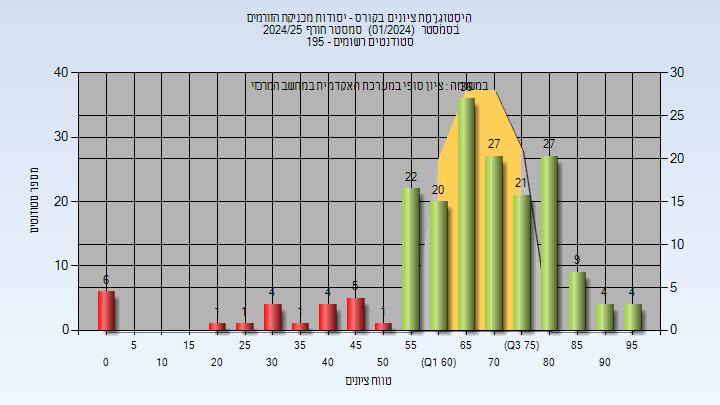 היסטוגרמת ציונים בקורס - יסודות מכניקת הזורמים
בסמסטר (01/2024) סמסטר חורף 2024/25
סטודנטים רשומים - 195
במשימה : ציון סופי במערכת האקדמית במחשב המרכזי
40 30 20 10 0
30 25 20 15 10 5 0
מספר סטודנטים
6 1 1 4 1 4 5 1 22 20 36 27 21 27 9 4 4
5 15 25 35 45 55 65 (Q3 75) 85 95
0 10 20 30 40 50 (Q1 60) 70 80 90
טווח ציונים